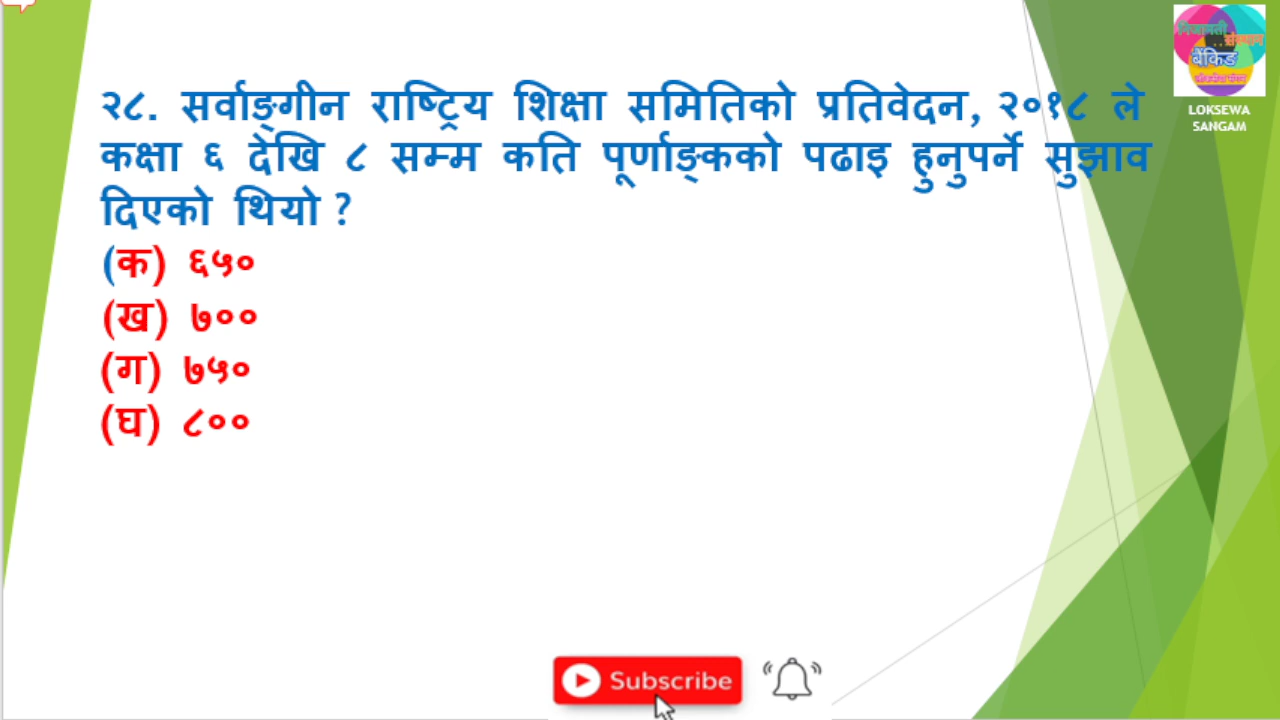 २८. सर्वाङ्गीन राष्ट्रिय शिक्षा समितिको प्रतिवेदन, २०१८ ले
कक्षा ६ देखि ८ सम्म कति पूर्णाङ्कको पढाइ हुनुपर्ने सुझाव
दिएको थियो ?
(क) ६५०
(ख) ७००
(ग) ७५०
(घ) ८००
बैंकिङ
LOKSEWA
SANGAM
Subscribe